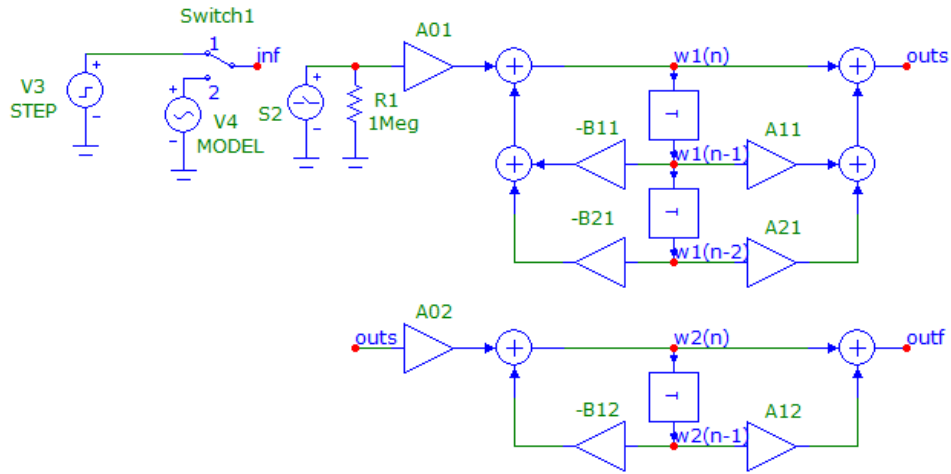 Switch1
1
inf
2
V3
STEP
V4
MODEL
S2
R1
1Meg
A01
w1(n)
outs
T
-B11
w1(n-1)
A11
T
-B21
w1(n-2)
A21
outs
A02
w2(n)
outf
T
-B12
w2(n-1)
A12